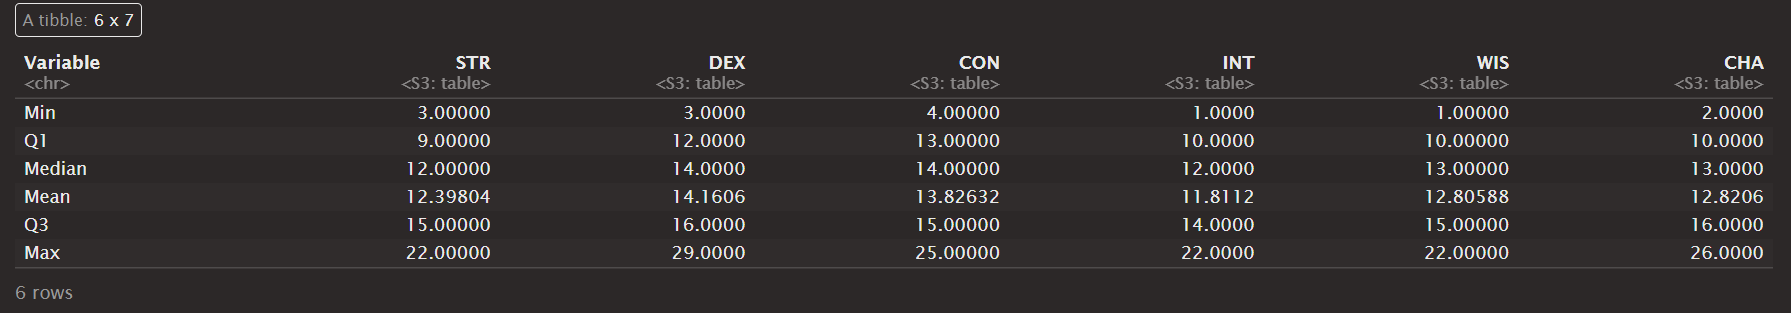 A tibble: 6 x 7
Variable STR DEX CON INT WIS CHA
<chr> <S3: table> <S3: table> <S3: table> <S3: table> <S3: table> <S3: table>
Min 3.00000 3.0000 4.00000 1.0000 1.00000 2.0000
Q1 9.00000 12.0000 13.00000 10.0000 10.00000 10.0000
Median 12.00000 14.0000 14.00000 12.0000 13.00000 13.0000
Mean 12.39804 14.1606 13.82632 11.8112 12.80588 12.8206
Q3 15.00000 16.0000 15.00000 14.0000 15.00000 16.0000
Max 22.00000 29.0000 25.00000 22.0000 22.00000 26.0000
6 rows